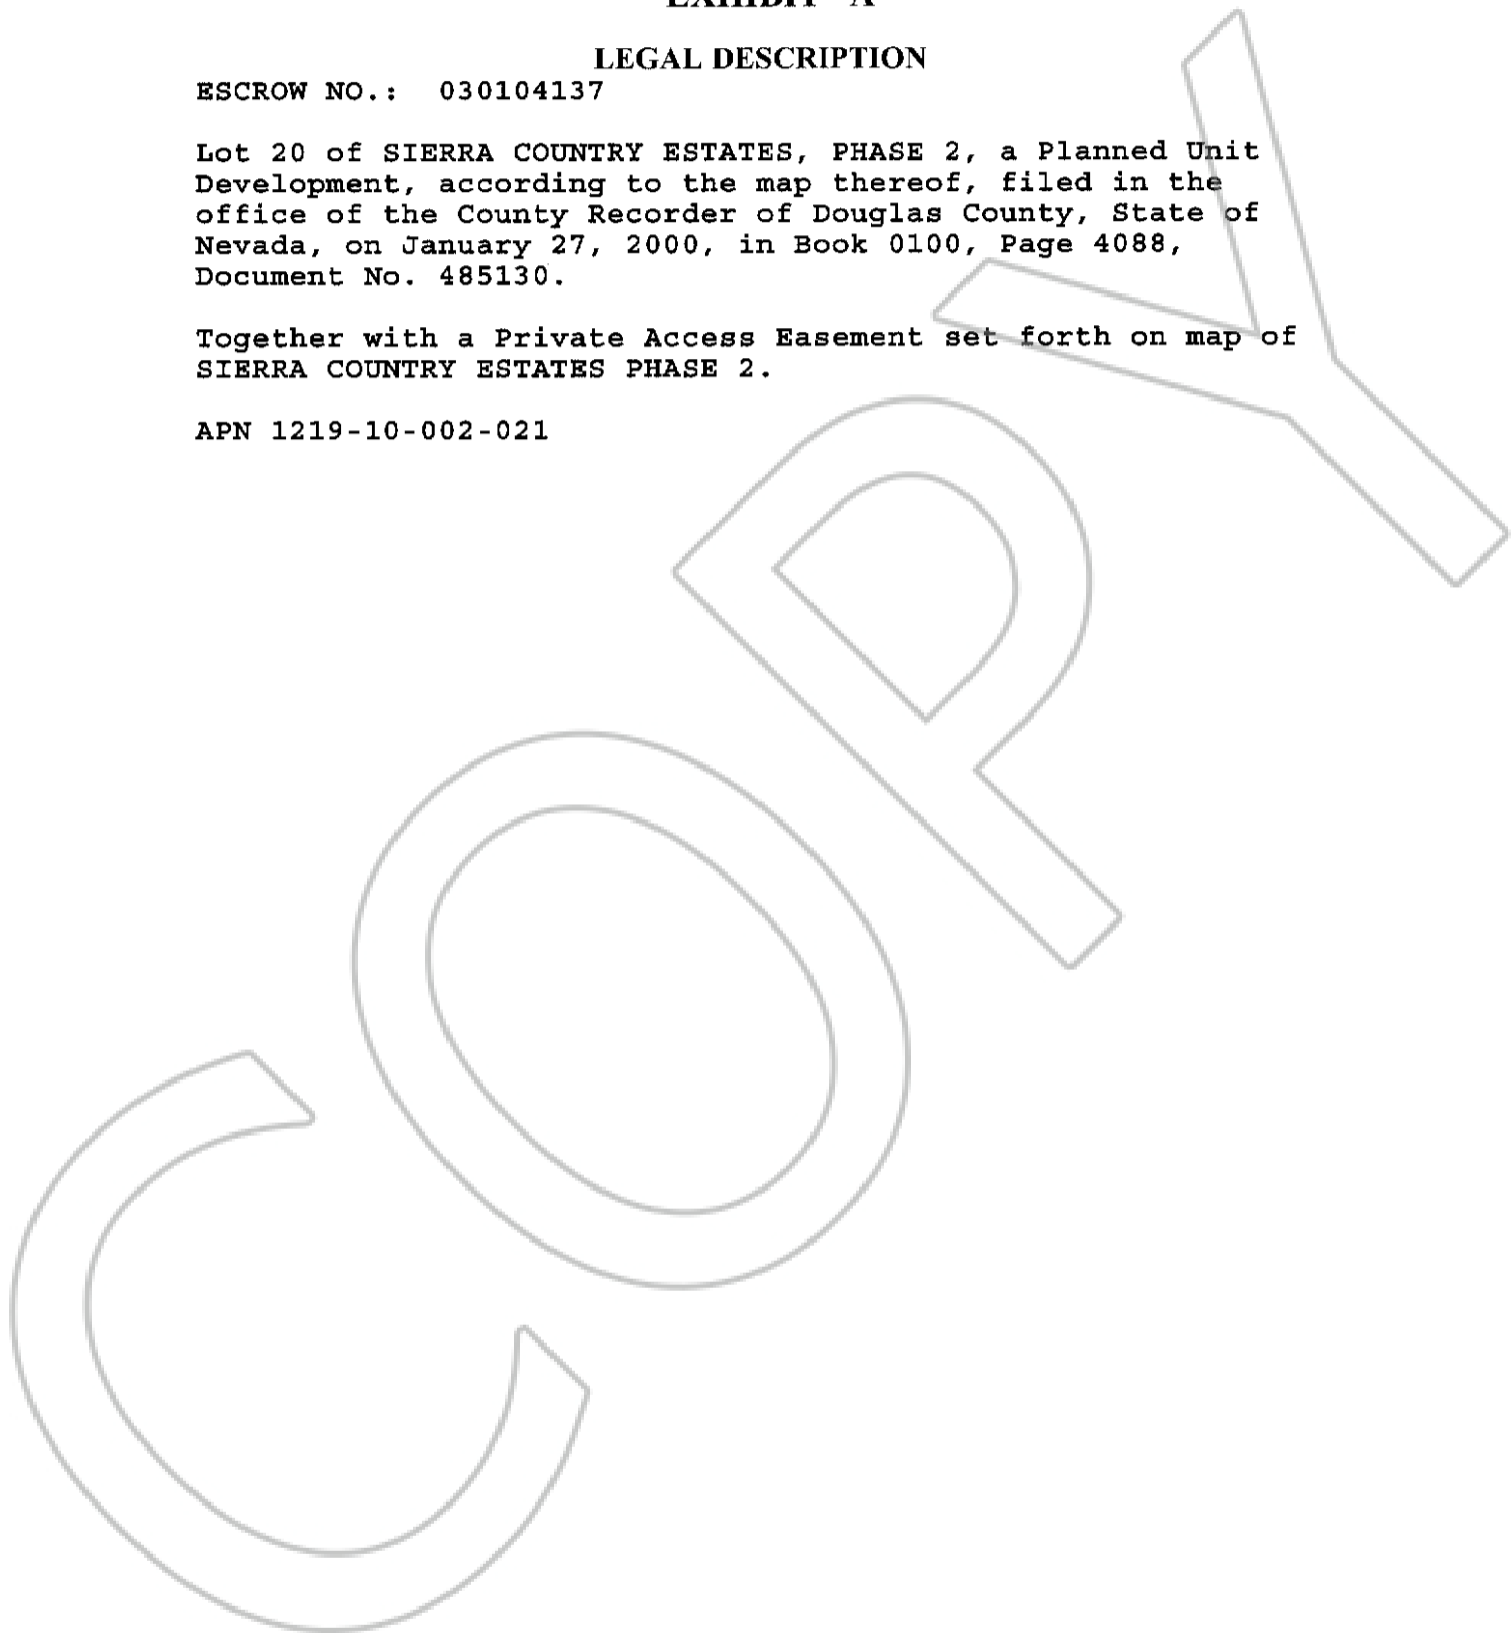 EXHIBIT "A"
LEGAL DESCRIPTION
ESCROW NO.: 030104137
Lot 20 of SIERRA COUNTRY ESTATES, PHASE 2, a Planned Unit
Development, according to the map thereof, filed in the
office of the County Recorder of Douglas County, State of
Nevada, on January 27, 2000, in Book 0100, Page 4088,
Document No. 485130.
Together with a Private Access Easement set forth on map of
SIERRA COUNTRY ESTATES PHASE 2.
APN 1219-10-002-021
COPY